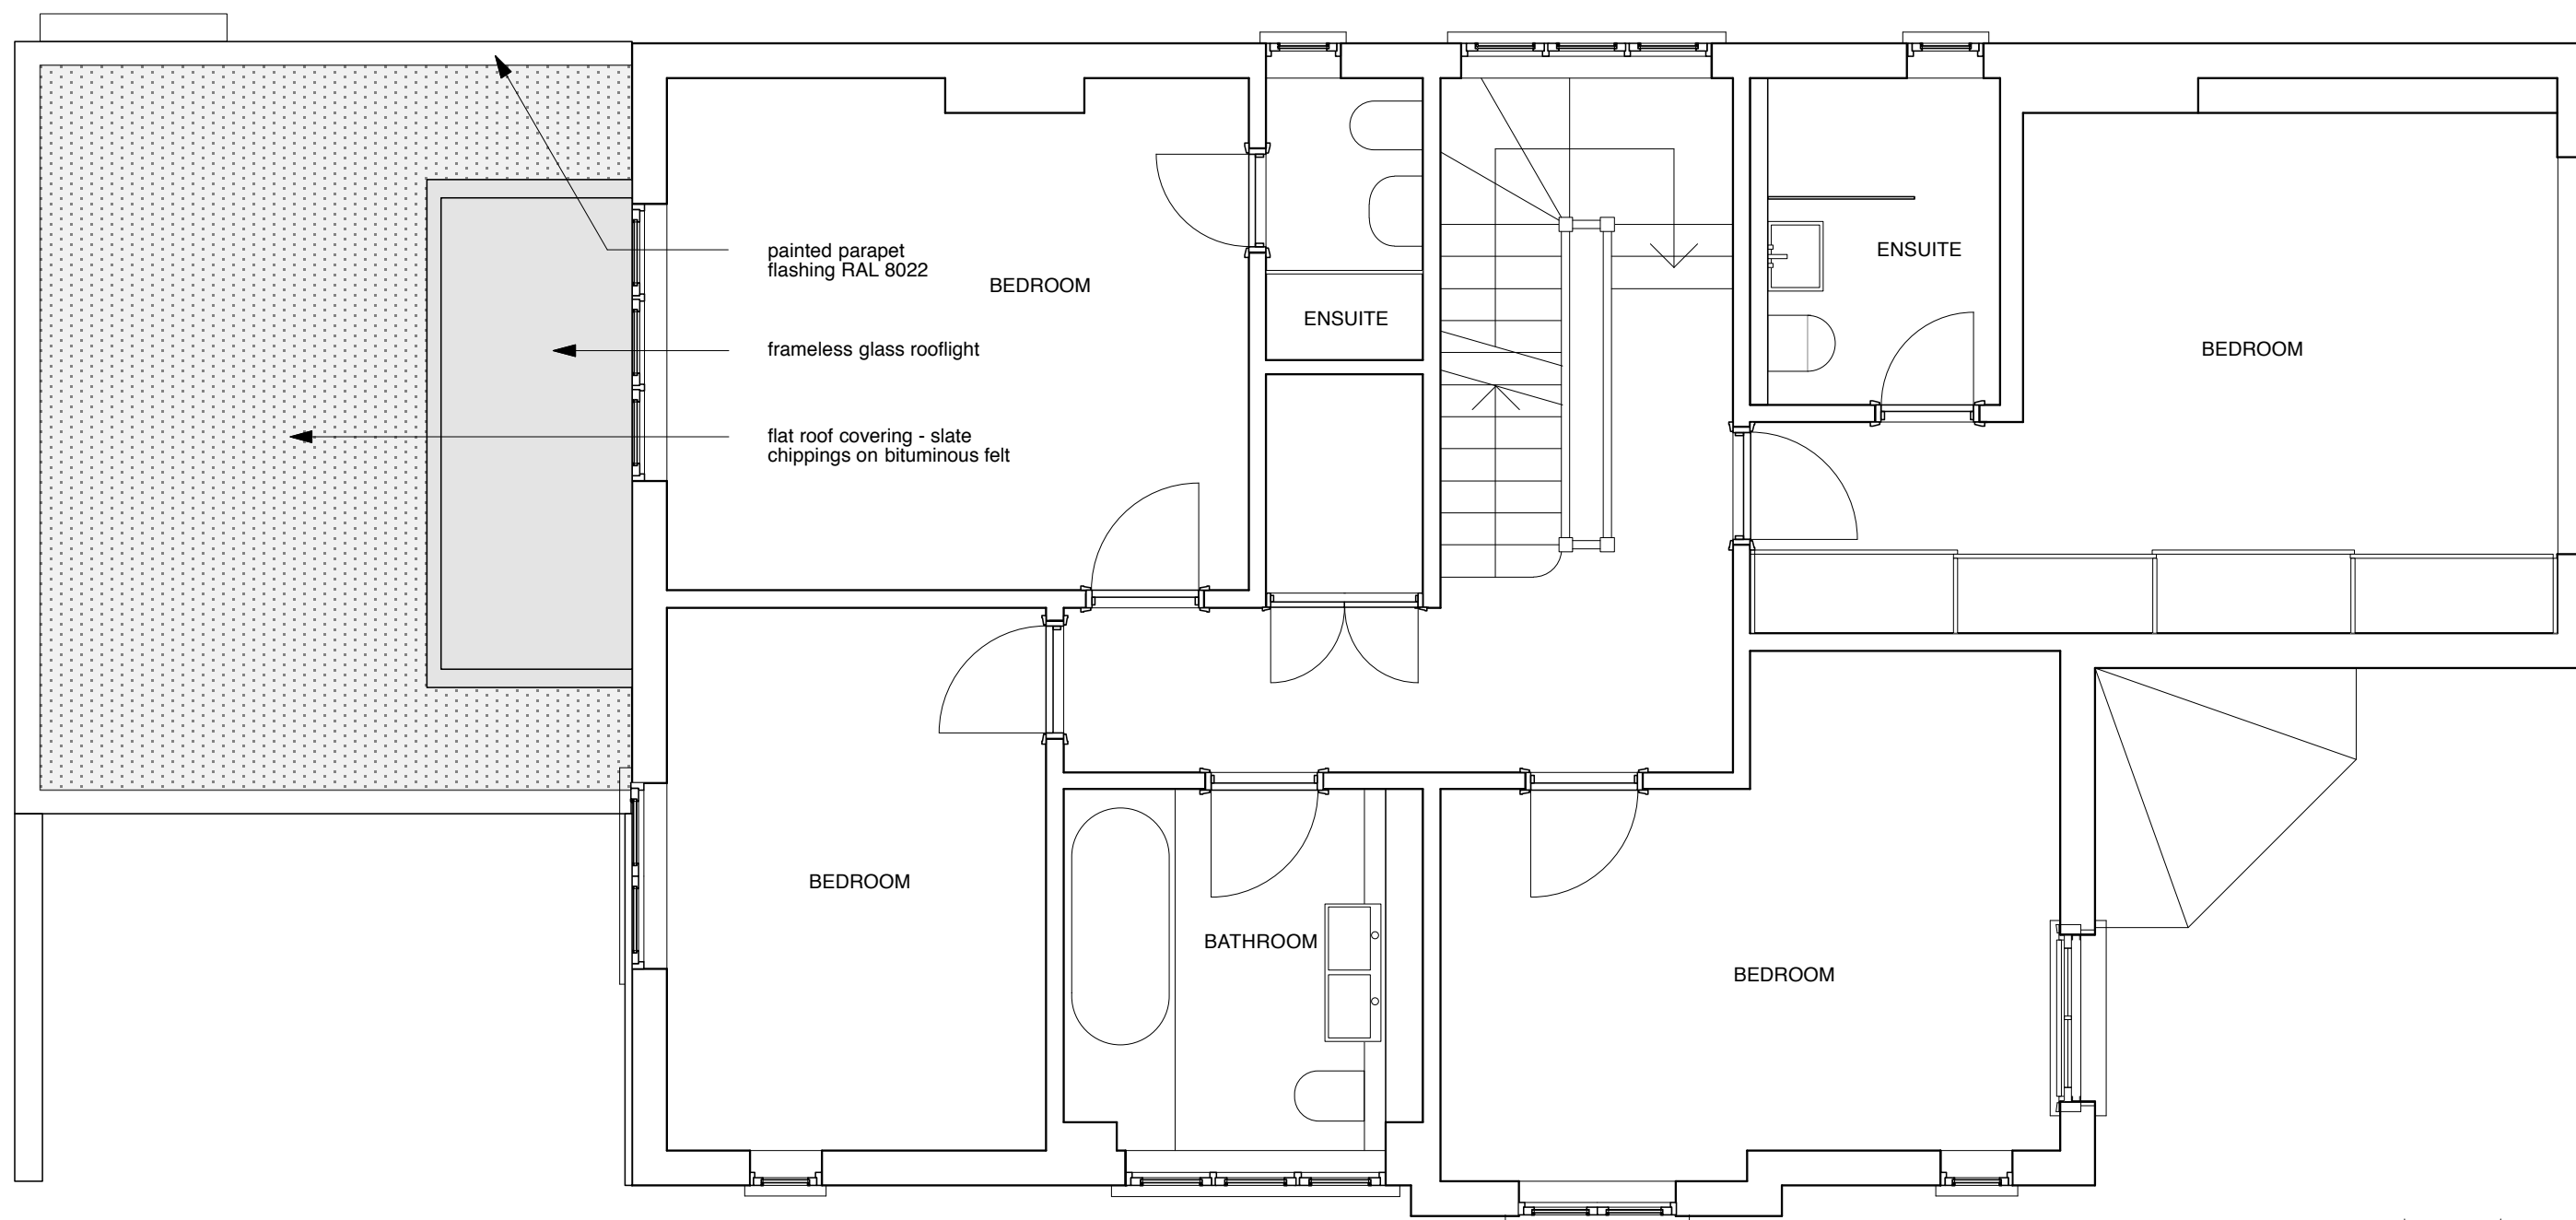 painted parapet
flashing RAL 8022
BEDROOM
ENSUITE
frameless glass rooflight
flat roof covering - slate
chippings on bituminous felt
ENSUITE
BEDROOM
BEDROOM
BATHROOM
BEDROOM